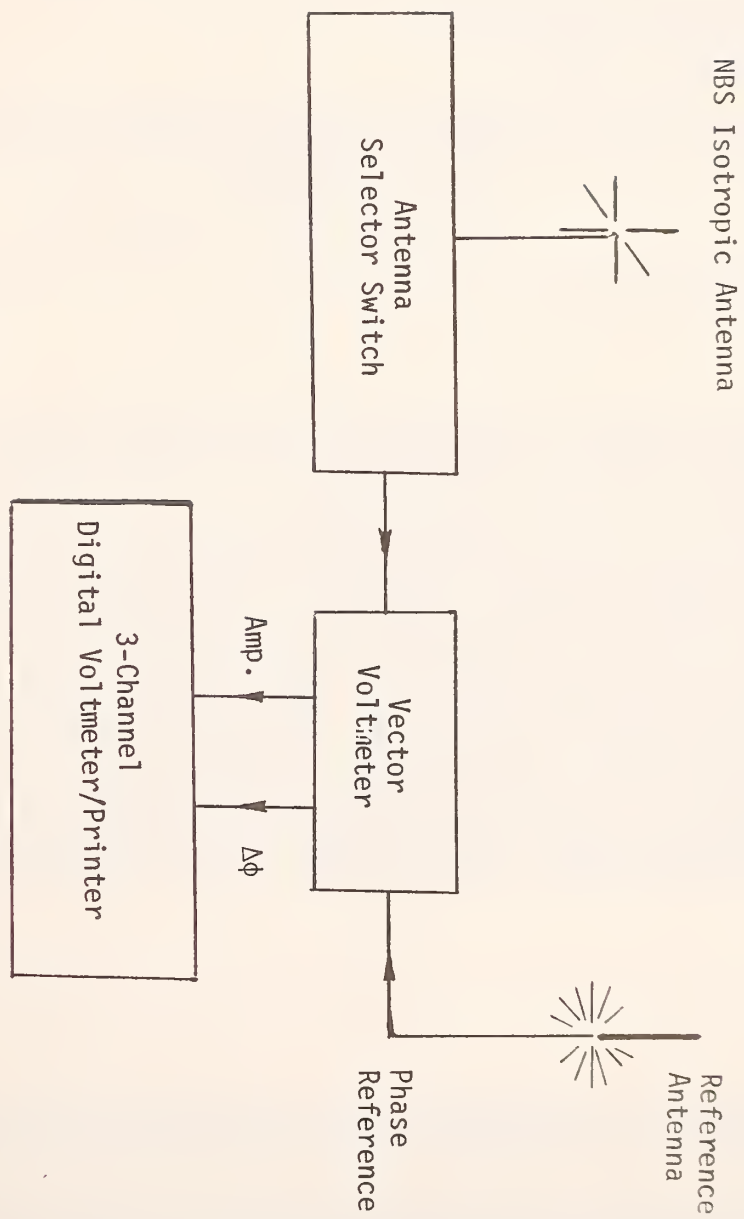 NBS Isotropic Antenna
Reference
Antenna
Antenna
Selector Switch
Vector
Voltmeter
Phase
Reference
Amp.
Δϕ
3-Channel
Digital Voltmeter/Printer